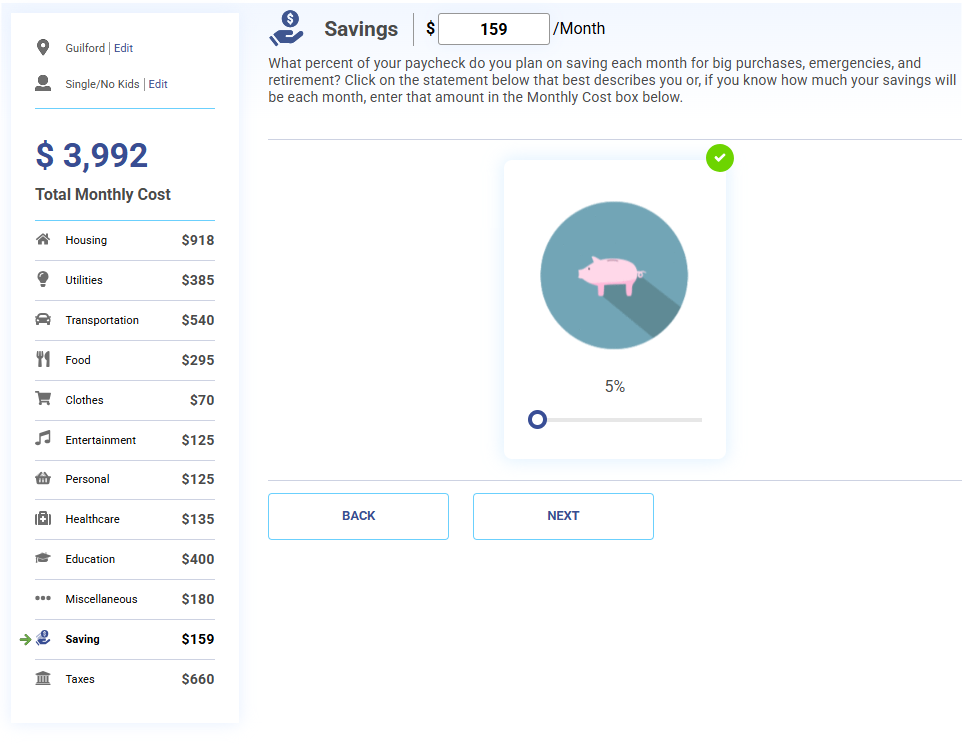 Guilford | Edit
Single/No Kids | Edit
$ 3,992
Total Monthly Cost
Housing $918
Utilities $385
Transportation $540
Food $295
Clothes $70
Entertainment $125
Personal $125
Healthcare $135
Education $400
Miscellaneous $180
Saving $159
Taxes $660
Savings $ 159 /Month
What percent of your paycheck do you plan on saving each month for big purchases, emergencies, and
retirement? Click on the statement below that best describes you or, if you know how much your savings will
be each month, enter that amount in the Monthly Cost box below.
5%
BACK NEXT